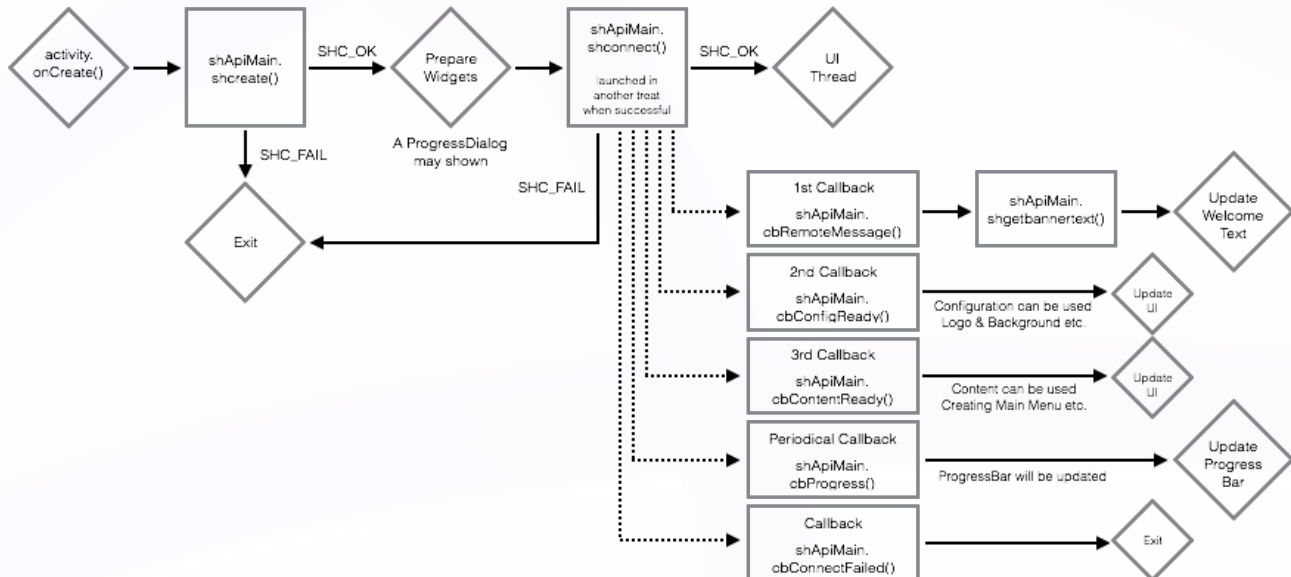 activity.
onCreate()
shApiMain.
shcreate()
SHC_OK
Prepare
Widgets
shApiMain.
shconnect()
launched in
another treat
when successful
SHC_OK
UI
Thread
SHC_FAIL
A ProgressDialog
may shown
SHC_FAIL
Exit
1st Callback
shApiMain.
cbRemoteMessage()
shApiMain.
shgetbannertext()
Update
Welcome
Text
2nd Callback
shApiMain.
cbConfigReady()
Configuration can be used
Logo & Background etc.
Update
UI
3rd Callback
shApiMain.
cbContentReady()
Content can be used
Creating Main Menu etc.
Update
UI
Periodical Callback
shApiMain.
cbProgress()
ProgressBar will be updated
Update
Progress
Bar
Callback
shApiMain.
cbConnectFailed()
Exit